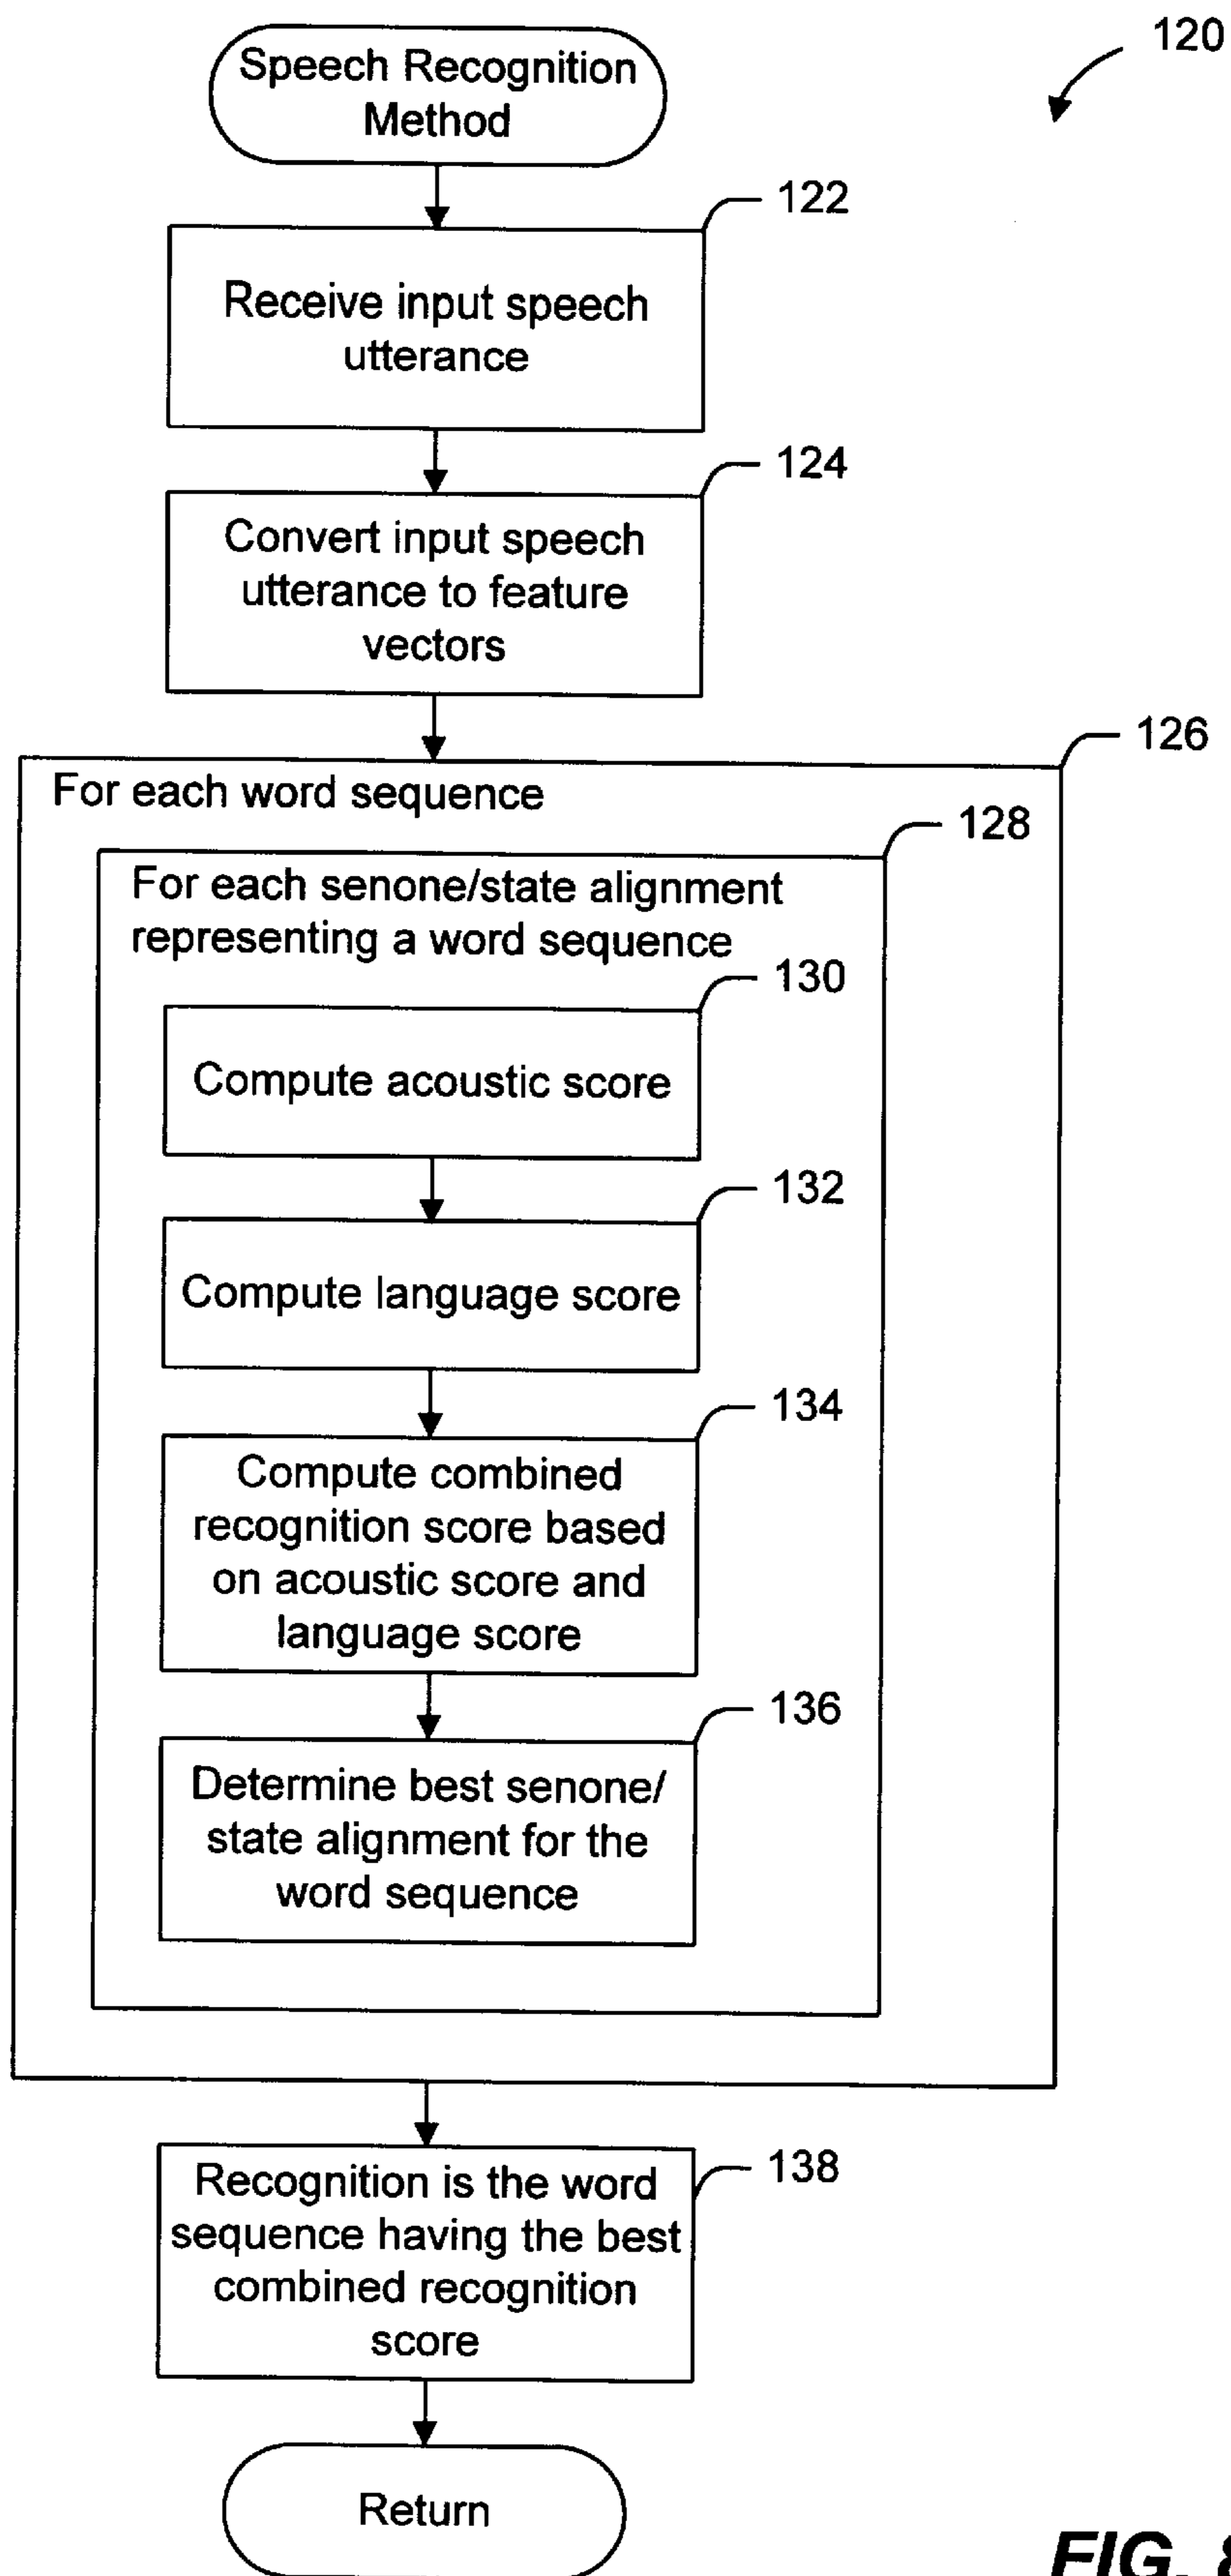 120
Speech Recognition
Method
122
Receive input speech
utterance
124
Convert input speech
utterance to feature
vectors
126
For each word sequence
128
For each senone/state alignment
representing a word sequence
130
Compute acoustic score
132
Compute language score
134
Compute combined
recognition score based
on acoustic score and
language score
136
Determine best senone/
state alignment for the
word sequence
138
Recognition is the word
sequence having the best
combined recognition
score
Return
FIG. 8